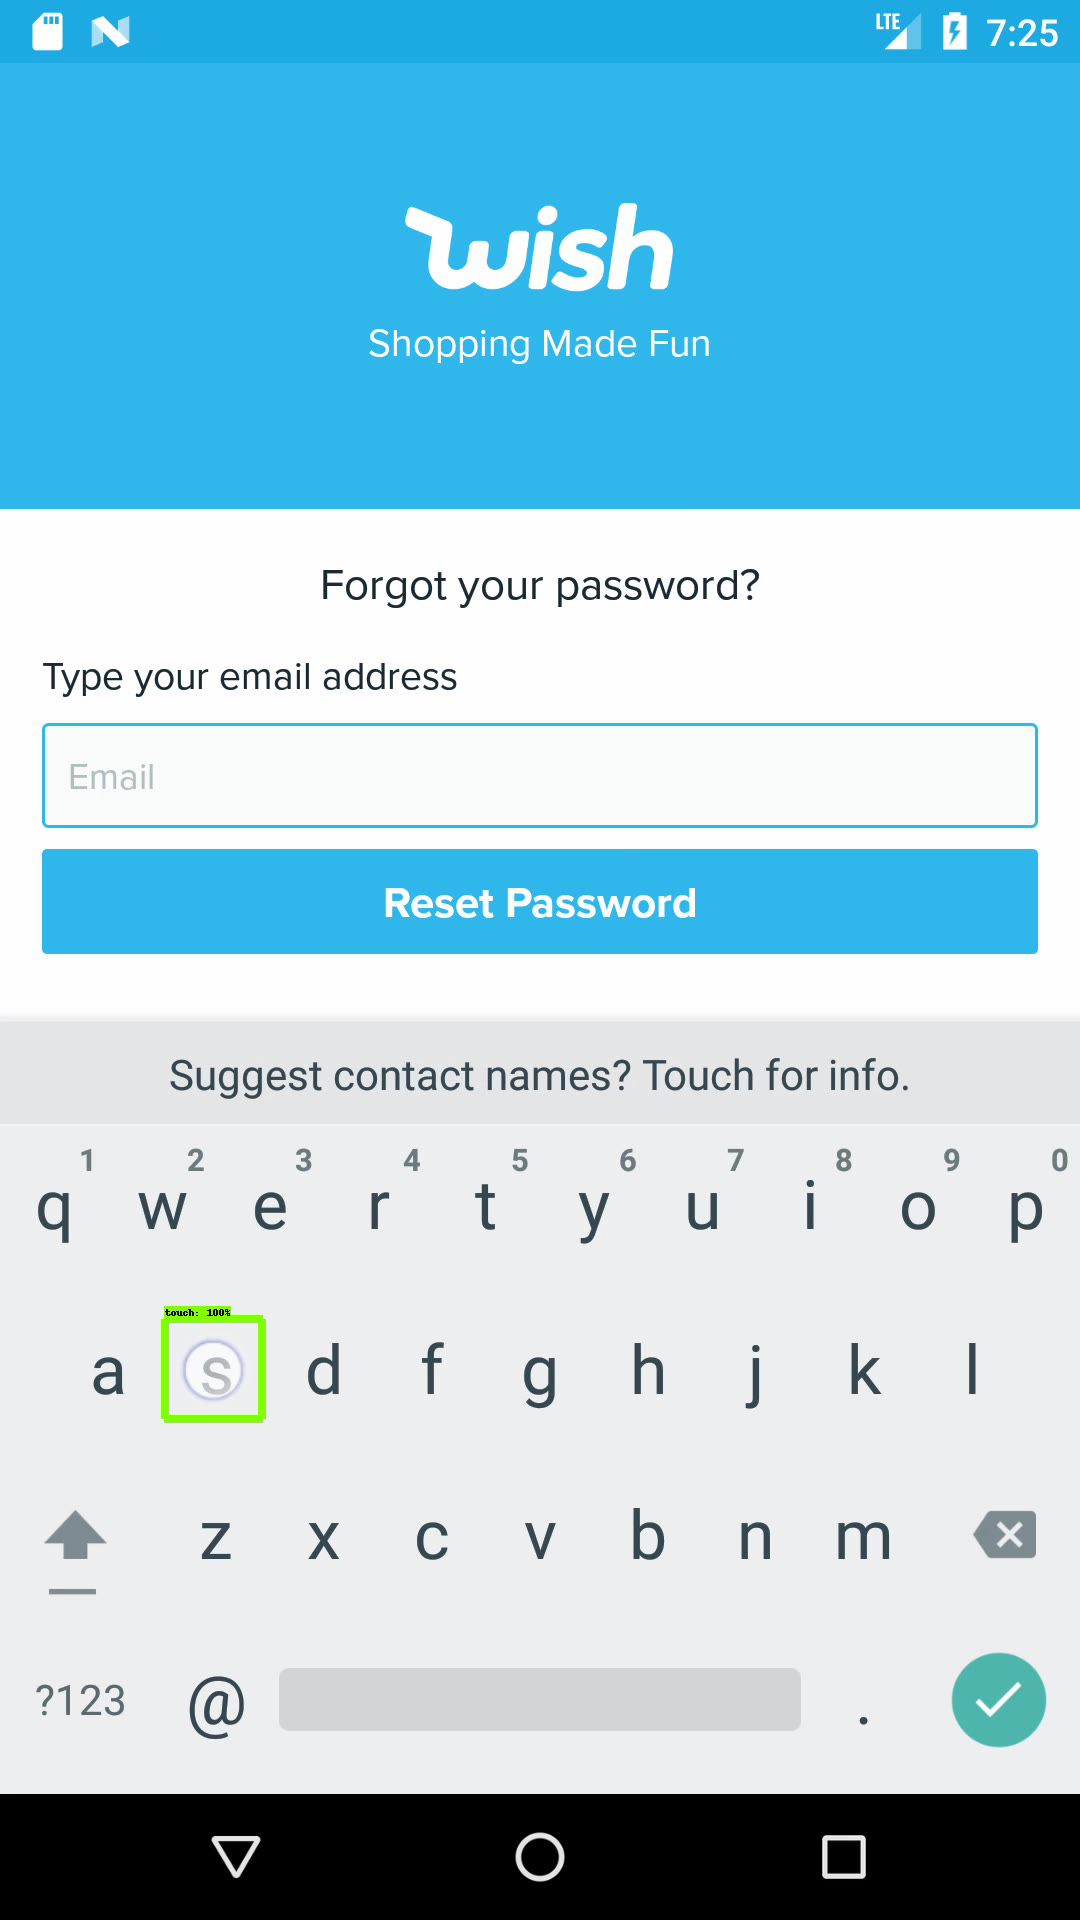 LTE 7:25
wish
Shopping Made Fun
Forgot your password?
Type your email address
Email
Reset Password
Suggest contact names? Touch for info.
1 2 3 4 5 6 7 8 9 0
q w e r t y u i o p
touch: 100%
a s d f g h j k l
z x c v b n m
?123 @ .